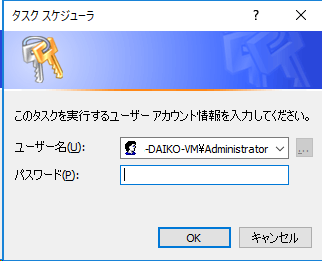 タスク スケジューラ
このタスクを実行するユーザー アカウント情報を入力してください。
ユーザー名(U): -DAIKO-VM¥Administrator ...
パスワード(P):
OK キャンセル